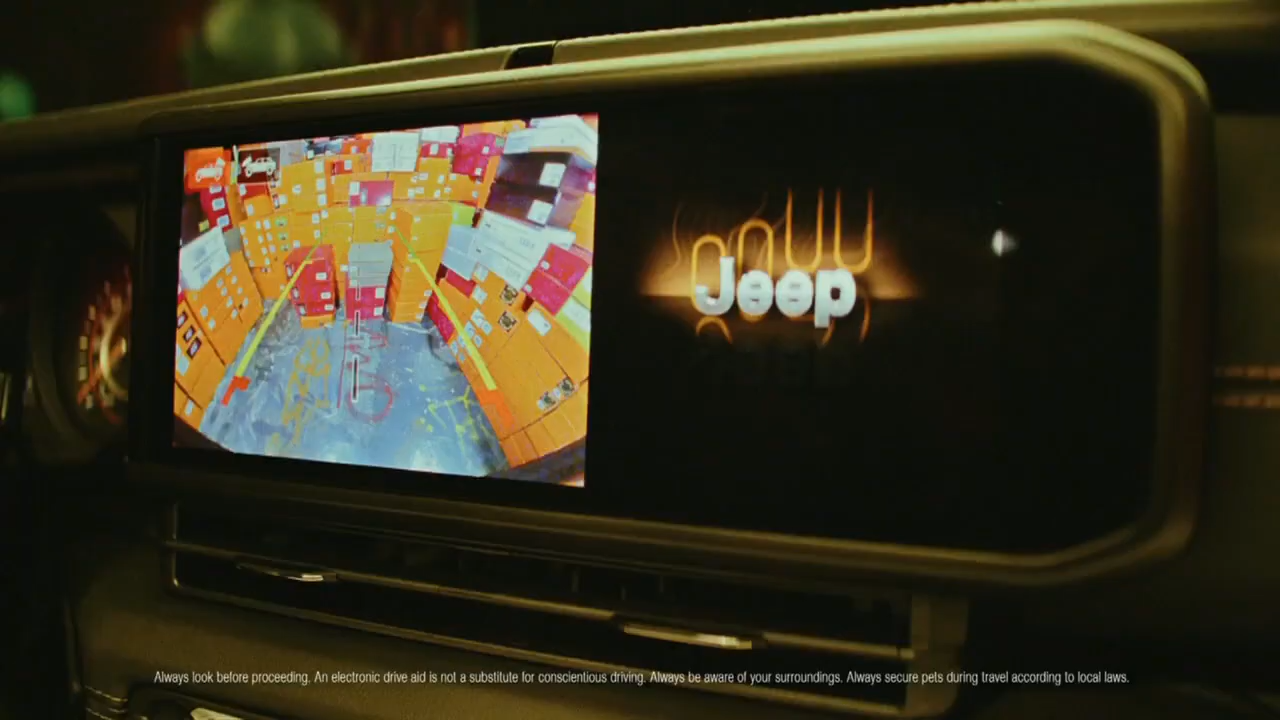 Jeep
Always look before proceeding. An electronic drive aid is not a substitute for conscientious driving. Always be aware of your surroundings. Always secure pets during travel according to local laws.